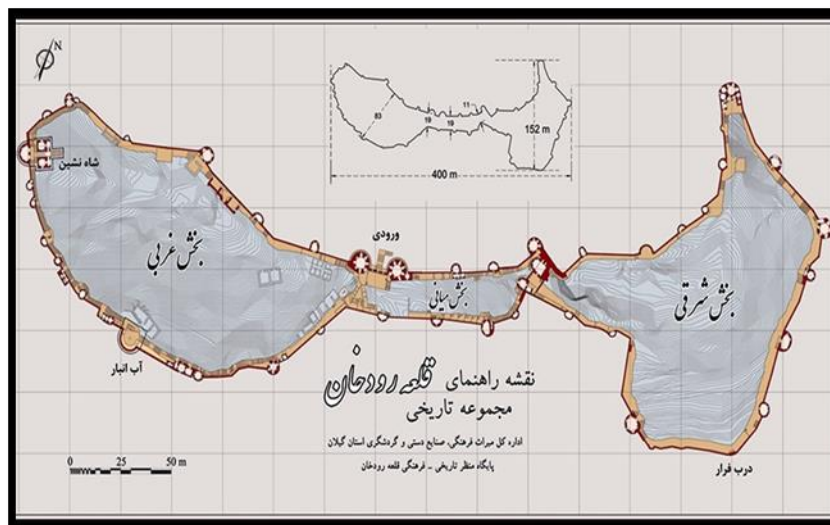 N
83
19
19
11
152 m
400 m
شاه نشین
بخش غربی
ورودی
بخش میانی
بخش شرقی
آب انبار
درب فرار
نقشه راهنمای قلعه رودخان
مجموعه تاریخی
اداره کل میراث فرهنگی، صنایع دستی و گردشگری استان گیلان
پایگاه منظر تاریخی - فرهنگی قلعه رودخان
0 25 50 m